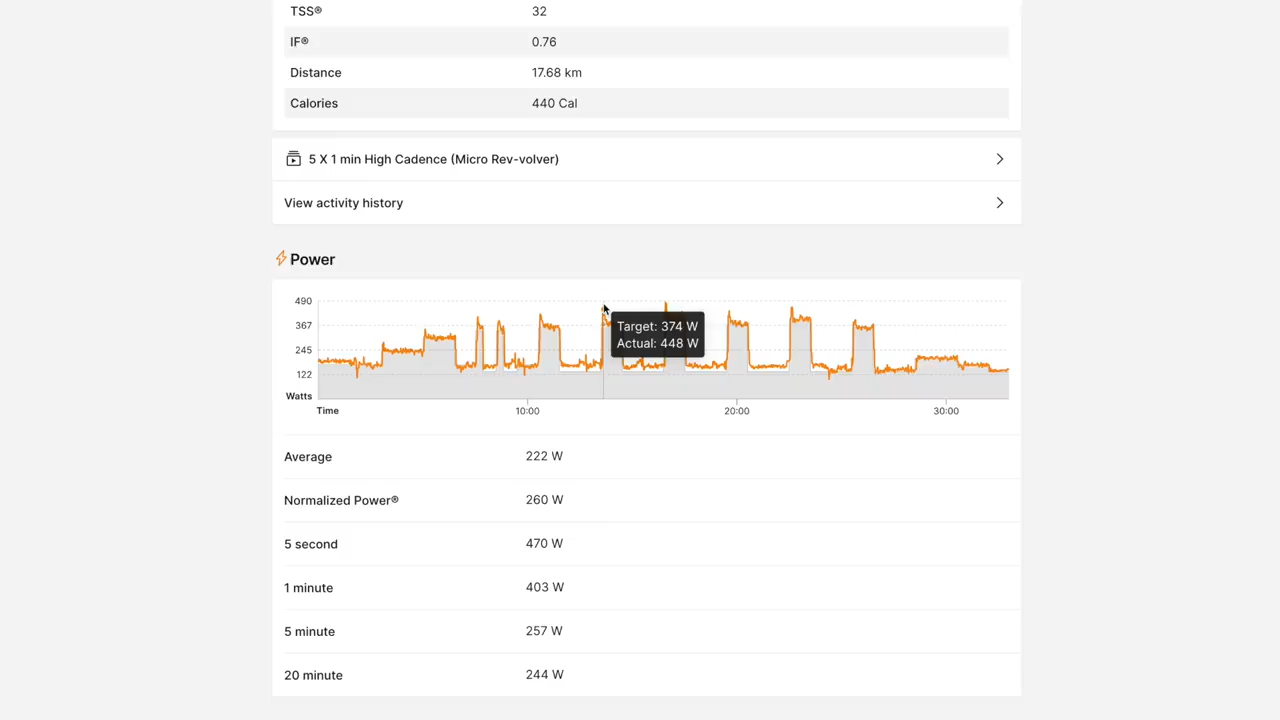 TSS® 32
IF® 0.76
Distance 17.68 km
Calories 440 Cal
5 X 1 min High Cadence (Micro Rev-volver)
View activity history
Power
490
367
245
122
Watts
Target: 374 W
Actual: 448 W
Time 10:00 20:00 30:00
Average 222 W
Normalized Power® 260 W
5 second 470 W
1 minute 403 W
5 minute 257 W
20 minute 244 W